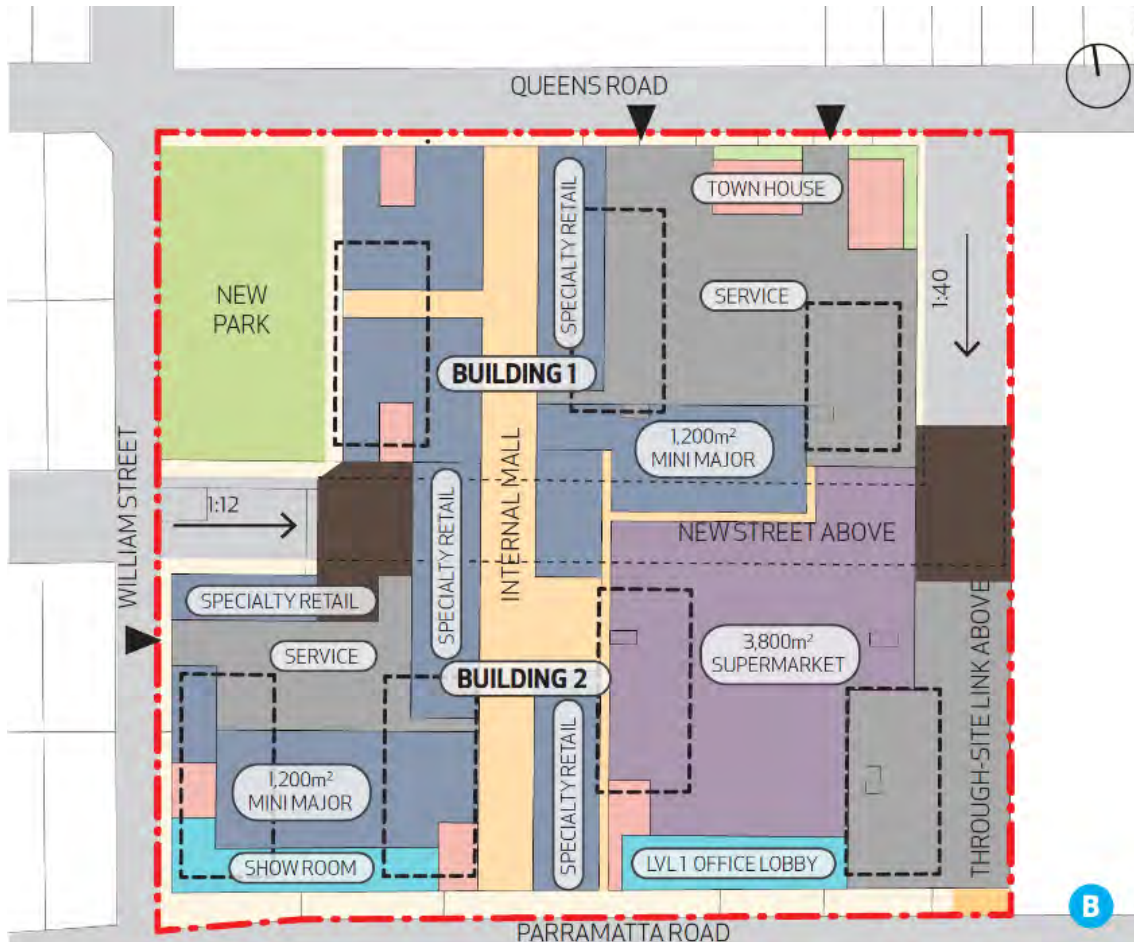 QUEENS ROAD
SPECIALTY RETAIL
TOWN HOUSE
NEW
PARK
SERVICE
1:40
BUILDING 1
1,200m²
MINI MAJOR
WILLIAM STREET
1:12
SPECIALTY RETAIL
INTERNAL MALL
NEW STREET ABOVE
SPECIALTY RETAIL
SERVICE
3,800m²
SUPERMARKET
BUILDING 2
THROUGH-SITE LINK ABOVE
1,200m²
MINI MAJOR
SPECIALTY RETAIL
SHOW ROOM
LVL 1 OFFICE LOBBY
B
PARRAMATTA ROAD